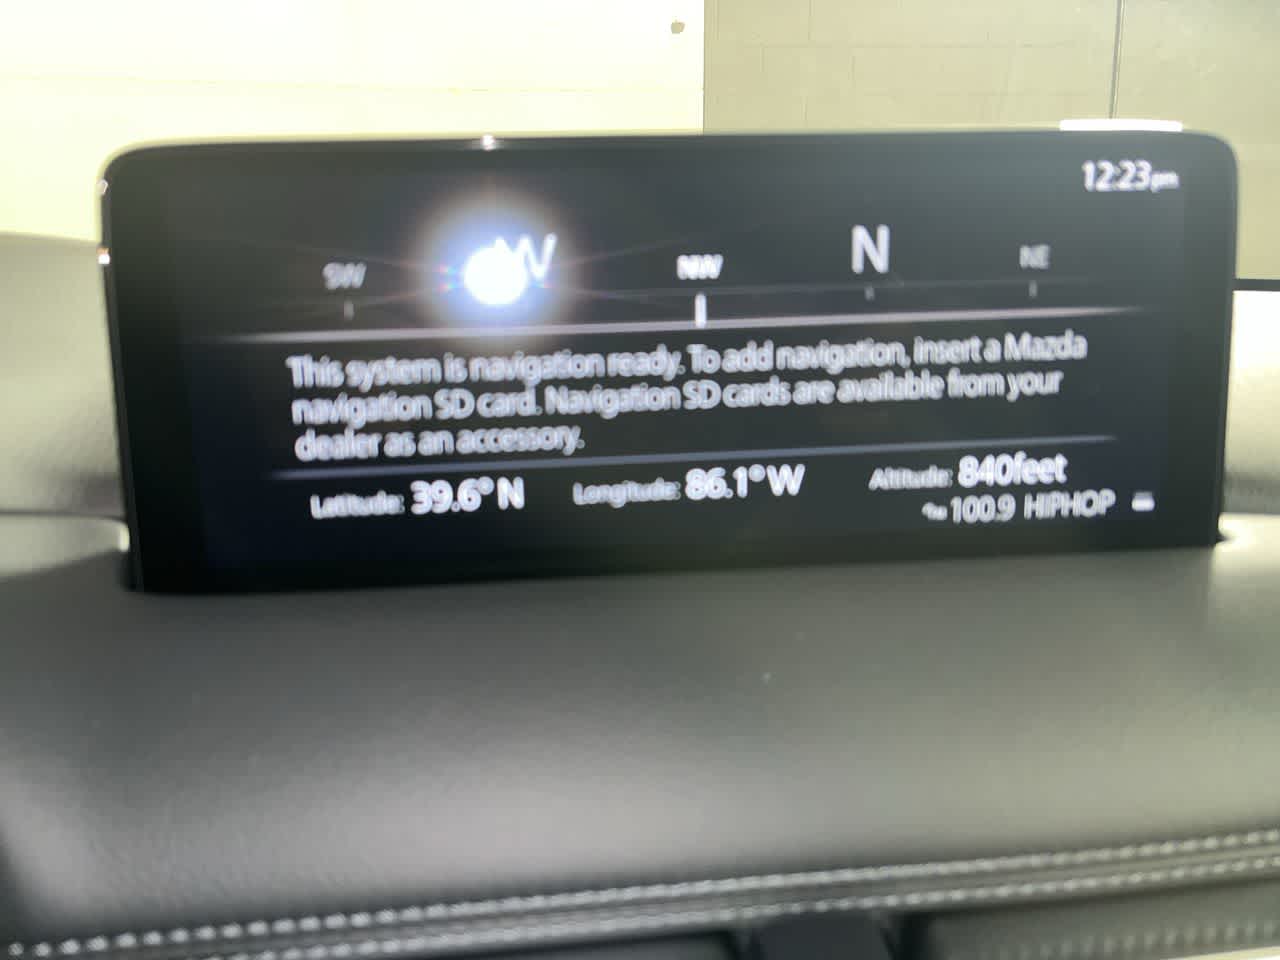 12:23pm
SW W NW N NE
This system is navigation ready. To add navigation, insert a Mazda
navigation SD card. Navigation SD cards are available from your
dealer as an accessory.
Latitude: 39.6° N Longitude: 86.1° W Altitude: 840feet
100.9 HIPHOP